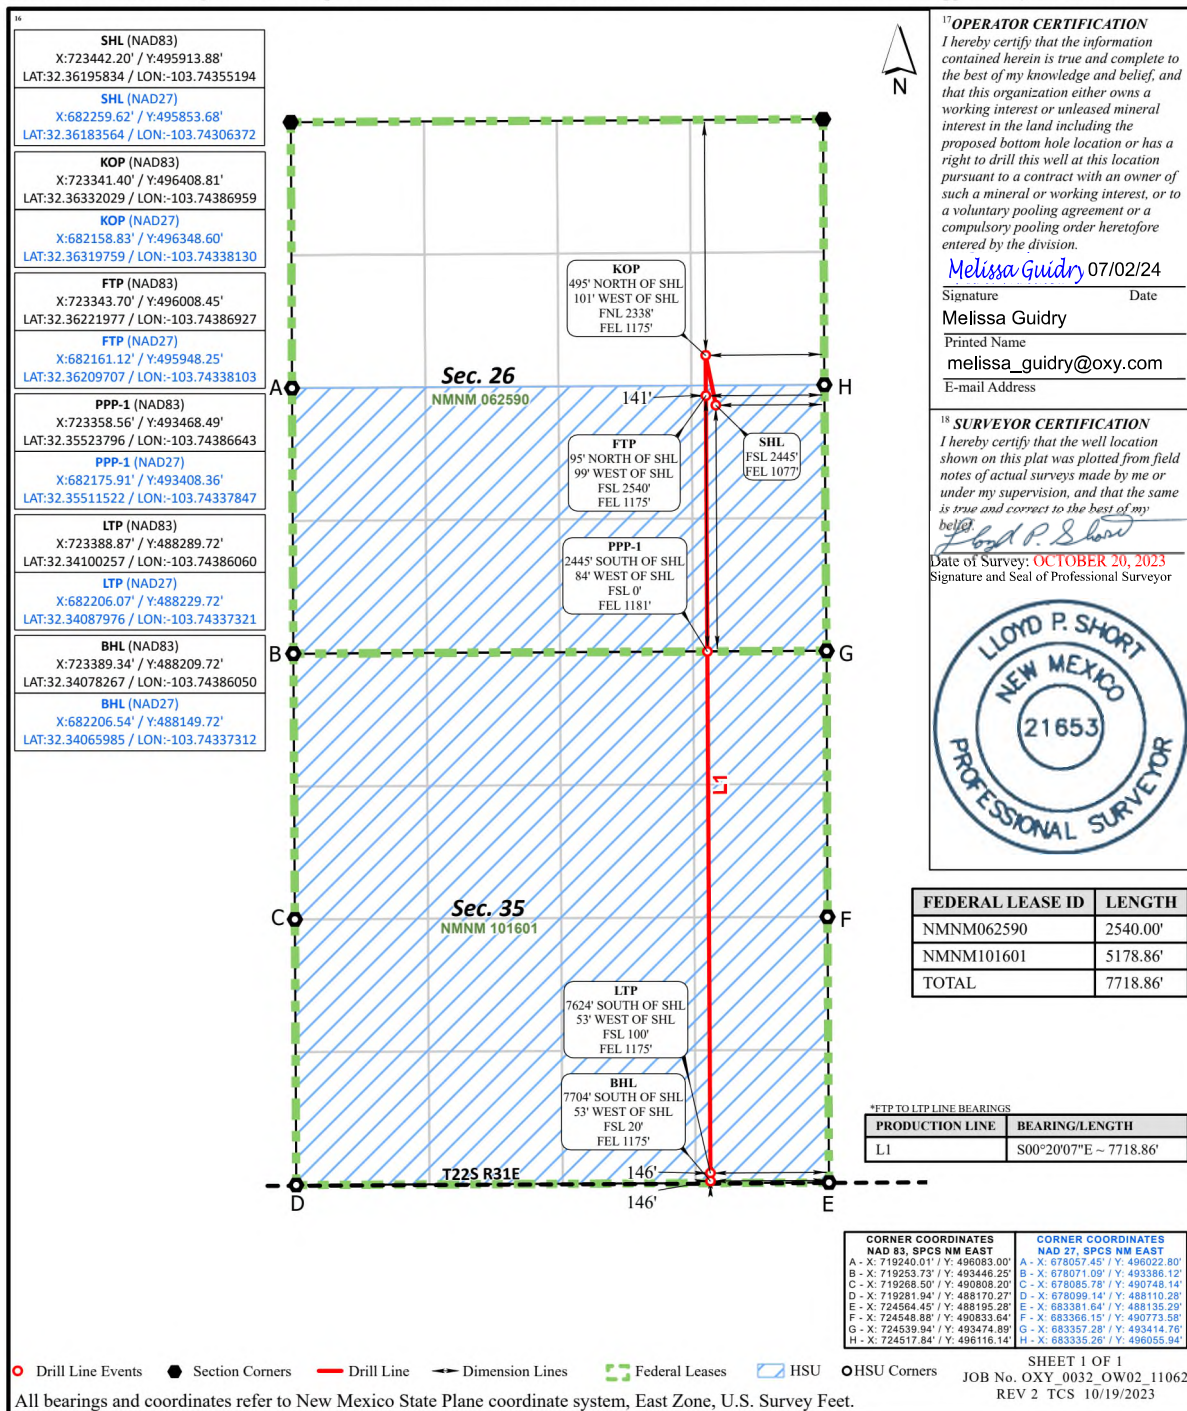 16
SHL (NAD83)
X:723442.20' / Y:495913.88'
LAT:32.36195834 / LON:-103.74355194
SHL (NAD27)
X:682259.62' / Y:495853.68'
LAT:32.36183564 / LON:-103.74306372
KOP (NAD83)
X:723341.40' / Y:496408.81'
LAT:32.36332029 / LON:-103.74386959
KOP (NAD27)
X:682158.83' / Y:496348.60'
LAT:32.36319759 / LON:-103.74338130
FTP (NAD83)
X:723343.70' / Y:496008.45'
LAT:32.36221977 / LON:-103.74386927
FTP (NAD27)
X:682161.12' / Y:495948.25'
LAT:32.36209707 / LON:-103.74338103
PPP-1 (NAD83)
X:723358.56' / Y:493468.49'
LAT:32.35523796 / LON:-103.74386643
PPP-1 (NAD27)
X:682175.91' / Y:493408.36'
LAT:32.35511522 / LON:-103.74337847
LTP (NAD83)
X:723388.87' / Y:488289.72'
LAT:32.34100257 / LON:-103.74386060
LTP (NAD27)
X:682206.07' / Y:488229.72'
LAT:32.34087976 / LON:-103.74337321
BHL (NAD83)
X:723389.34' / Y:488209.72'
LAT:32.34078267 / LON:-103.74386050
BHL (NAD27)
X:682206.54' / Y:488149.72'
LAT:32.34065985 / LON:-103.74337312
N
KOP
495' NORTH OF SHL
101' WEST OF SHL
FNL 2338'
FEL 1175'
A
Sec. 26
NMNM 062590
141'
H
FTP
95' NORTH OF SHL
99' WEST OF SHL
FSL 2540'
FEL 1175'
SHL
FSL 2445'
FEL 1077'
PPP-1
2445' SOUTH OF SHL
84' WEST OF SHL
FSL 0'
FEL 1181'
B
G
L1
C
Sec. 35
NMNM 101601
F
LTP
7624' SOUTH OF SHL
53' WEST OF SHL
FSL 100'
FEL 1175'
BHL
7704' SOUTH OF SHL
53' WEST OF SHL
FSL 20'
FEL 1175'
T22S R31E
146'
146'
D
E
17 OPERATOR CERTIFICATION
I hereby certify that the information
contained herein is true and complete to
the best of my knowledge and belief, and
that this organization either owns a
working interest or unleased mineral
interest in the land including the
proposed bottom hole location or has a
right to drill this well at this location
pursuant to a contract with an owner of
such a mineral or working interest, or to
a voluntary pooling agreement or a
compulsory pooling order heretofore
entered by the division.
Melissa Guidry 07/02/24
Signature Date
Melissa Guidry
Printed Name
melissa_guidry@oxy.com
E-mail Address
18 SURVEYOR CERTIFICATION
I hereby certify that the well location
shown on this plat was plotted from field
notes of actual surveys made by me or
under my supervision, and that the same
is true and correct to the best of my
belief.
Lloyd P. Short
Date of Survey: OCTOBER 20, 2023
Signature and Seal of Professional Surveyor
LLOYD P. SHORT
NEW MEXICO
21653
PROFESSIONAL SURVEYOR
FEDERAL LEASE ID LENGTH
NMNM062590 2540.00'
NMNM101601 5178.86'
TOTAL 7718.86'
*FTP TO LTP LINE BEARINGS
PRODUCTION LINE BEARING/LENGTH
L1 S00°20'07"E ~ 7718.86'
CORNER COORDINATES
NAD 83, SPCS NM EAST
A - X: 719240.01' / Y: 496083.00'
B - X: 719253.73' / Y: 493446.25'
C - X: 719268.50' / Y: 490808.20'
D - X: 719281.94' / Y: 488170.27'
E - X: 724564.45' / Y: 488195.28'
F - X: 724548.88' / Y: 490833.64'
G - X: 724539.94' / Y: 493474.89'
H - X: 724517.84' / Y: 496116.14'
CORNER COORDINATES
NAD 27, SPCS NM EAST
A - X: 678057.45' / Y: 496022.80'
B - X: 678071.09' / Y: 493386.12'
C - X: 678085.78' / Y: 490748.14'
D - X: 678099.14' / Y: 488110.28'
E - X: 683381.64' / Y: 488135.29'
F - X: 683366.15' / Y: 490773.58'
G - X: 683357.28' / Y: 493414.76'
H - X: 683335.26' / Y: 496055.94'
Drill Line Events Section Corners Drill Line Dimension Lines Federal Leases HSU HSU Corners
All bearings and coordinates refer to New Mexico State Plane coordinate system, East Zone, U.S. Survey Feet.
SHEET 1 OF 1
JOB No. OXY_0032_OW02_11062
REV 2 TCS 10/19/2023